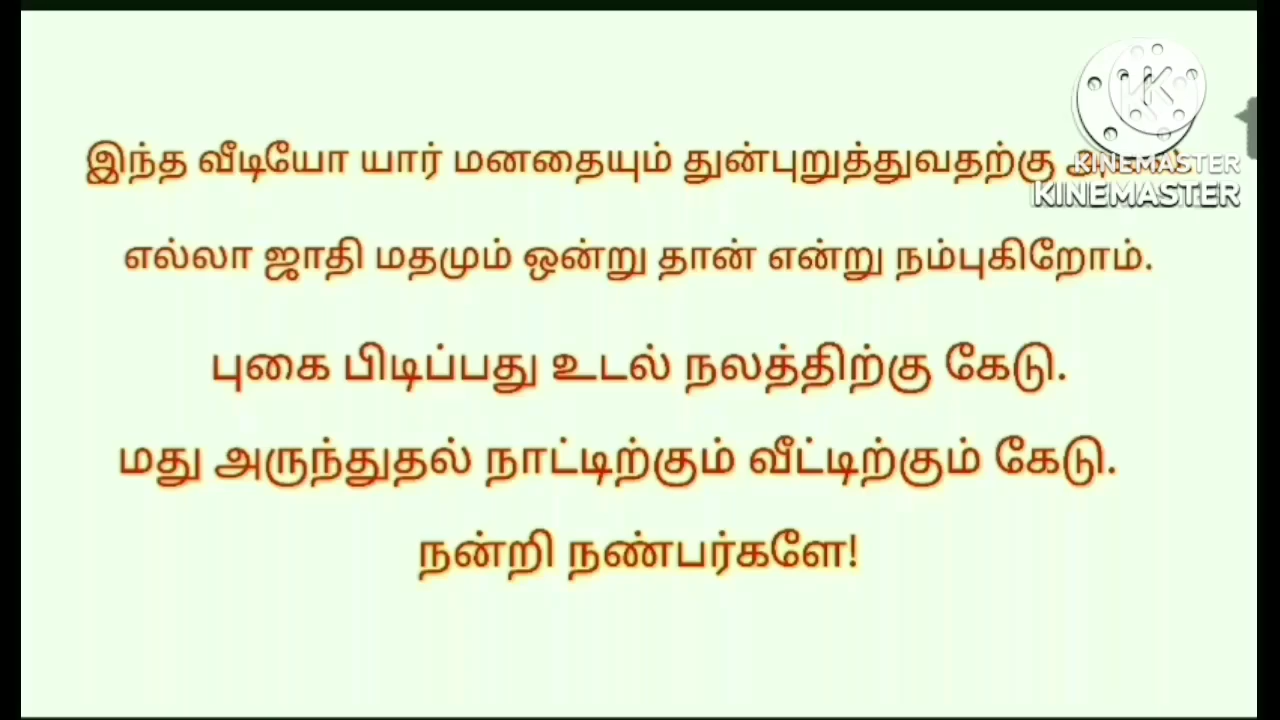 இந்த வீடியோ யார் மனதையும் துன்புறுத்துவதற்கு
KINEMASTER
KINEMASTER
எல்லா ஜாதி மதமும் ஒன்று தான் என்று நம்புகிறோம்.
புகை பிடிப்பது உடல் நலத்திற்கு கேடு.
மது அருந்துதல் நாட்டிற்கும் வீட்டிற்கும் கேடு.
நன்றி நண்பர்களே!